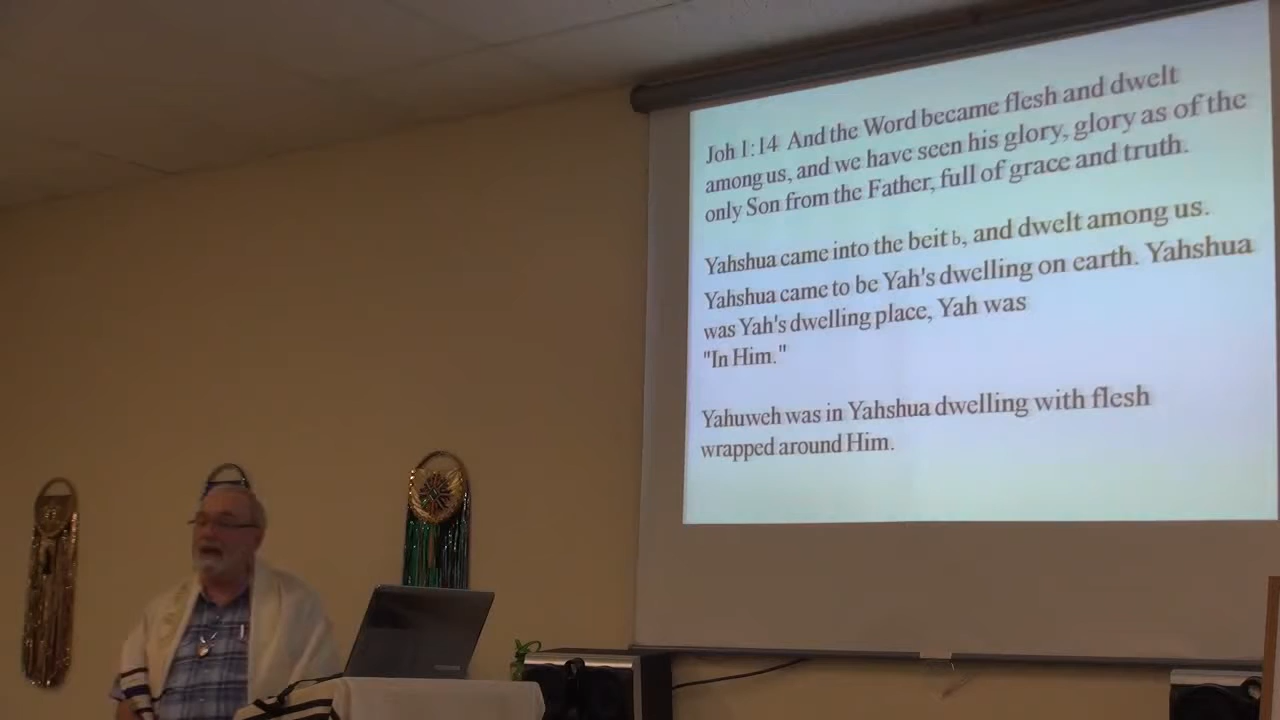 Joh 1:14 And the Word became flesh and dwelt
among us, and we have seen his glory, glory as of the
only Son from the Father, full of grace and truth.
Yahshua came into the beit b, and dwelt among us.
Yahshua came to be Yah's dwelling on earth. Yahshua
was Yah's dwelling place, Yah was
"In Him."
Yahuweh was in Yahshua dwelling with flesh
wrapped around Him.